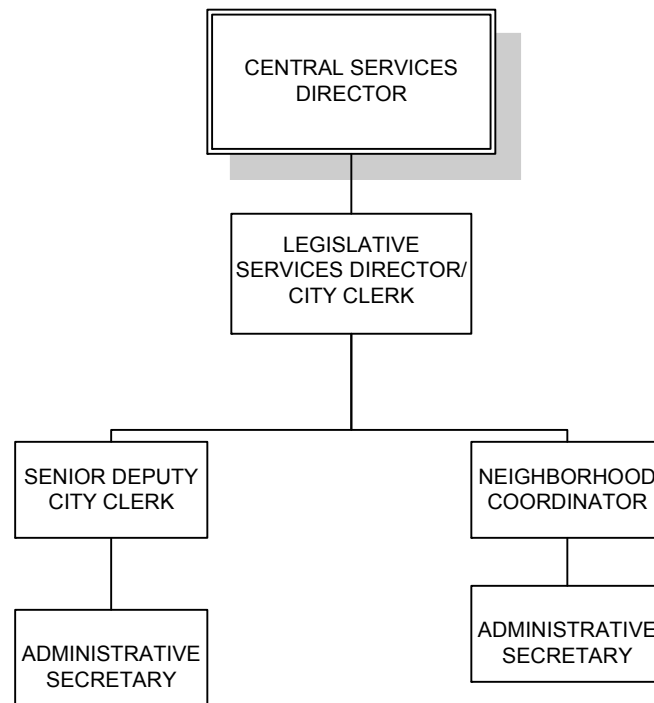 CENTRAL SERVICES
DIRECTOR
LEGISLATIVE
SERVICES DIRECTOR/
CITY CLERK
SENIOR DEPUTY
CITY CLERK
NEIGHBORHOOD
COORDINATOR
ADMINISTRATIVE
SECRETARY
ADMINISTRATIVE
SECRETARY